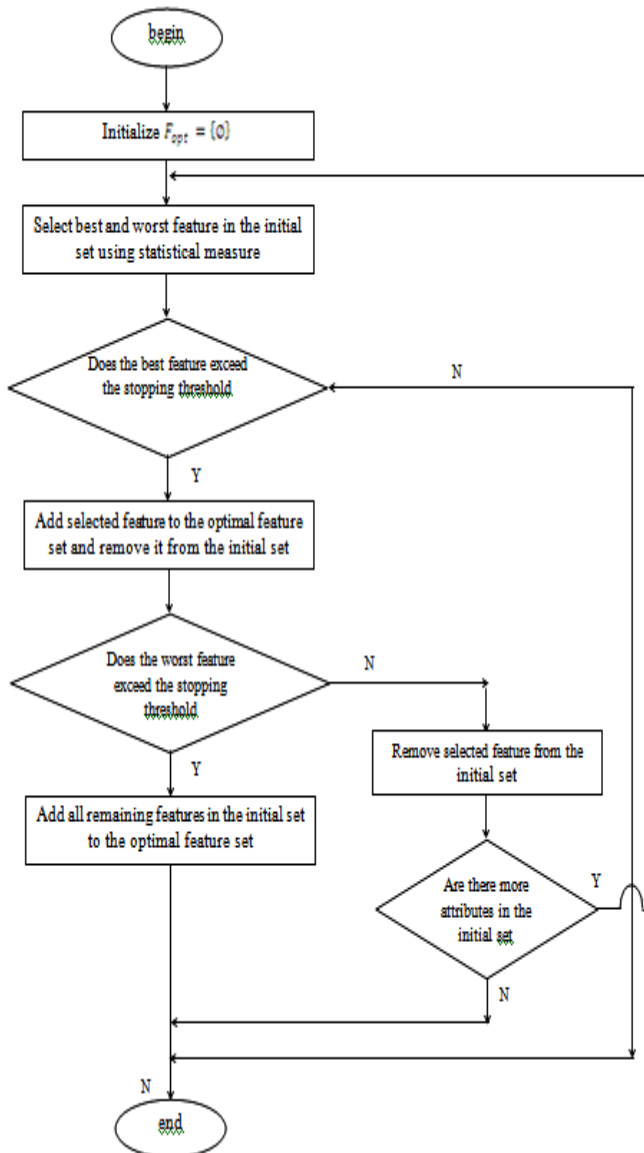 begin
Initialize F_opt = {∅}
Select best and worst feature in the initial
set using statistical measure
Does the best feature exceed
the stopping threshold
N
Y
Add selected feature to the optimal feature
set and remove it from the initial set
Does the worst feature
exceed the stopping
threshold
N
Y
Remove selected feature from the
initial set
Add all remaining features in the initial set
to the optimal feature set
Are there more
attributes in the
initial set
Y
N
N
end